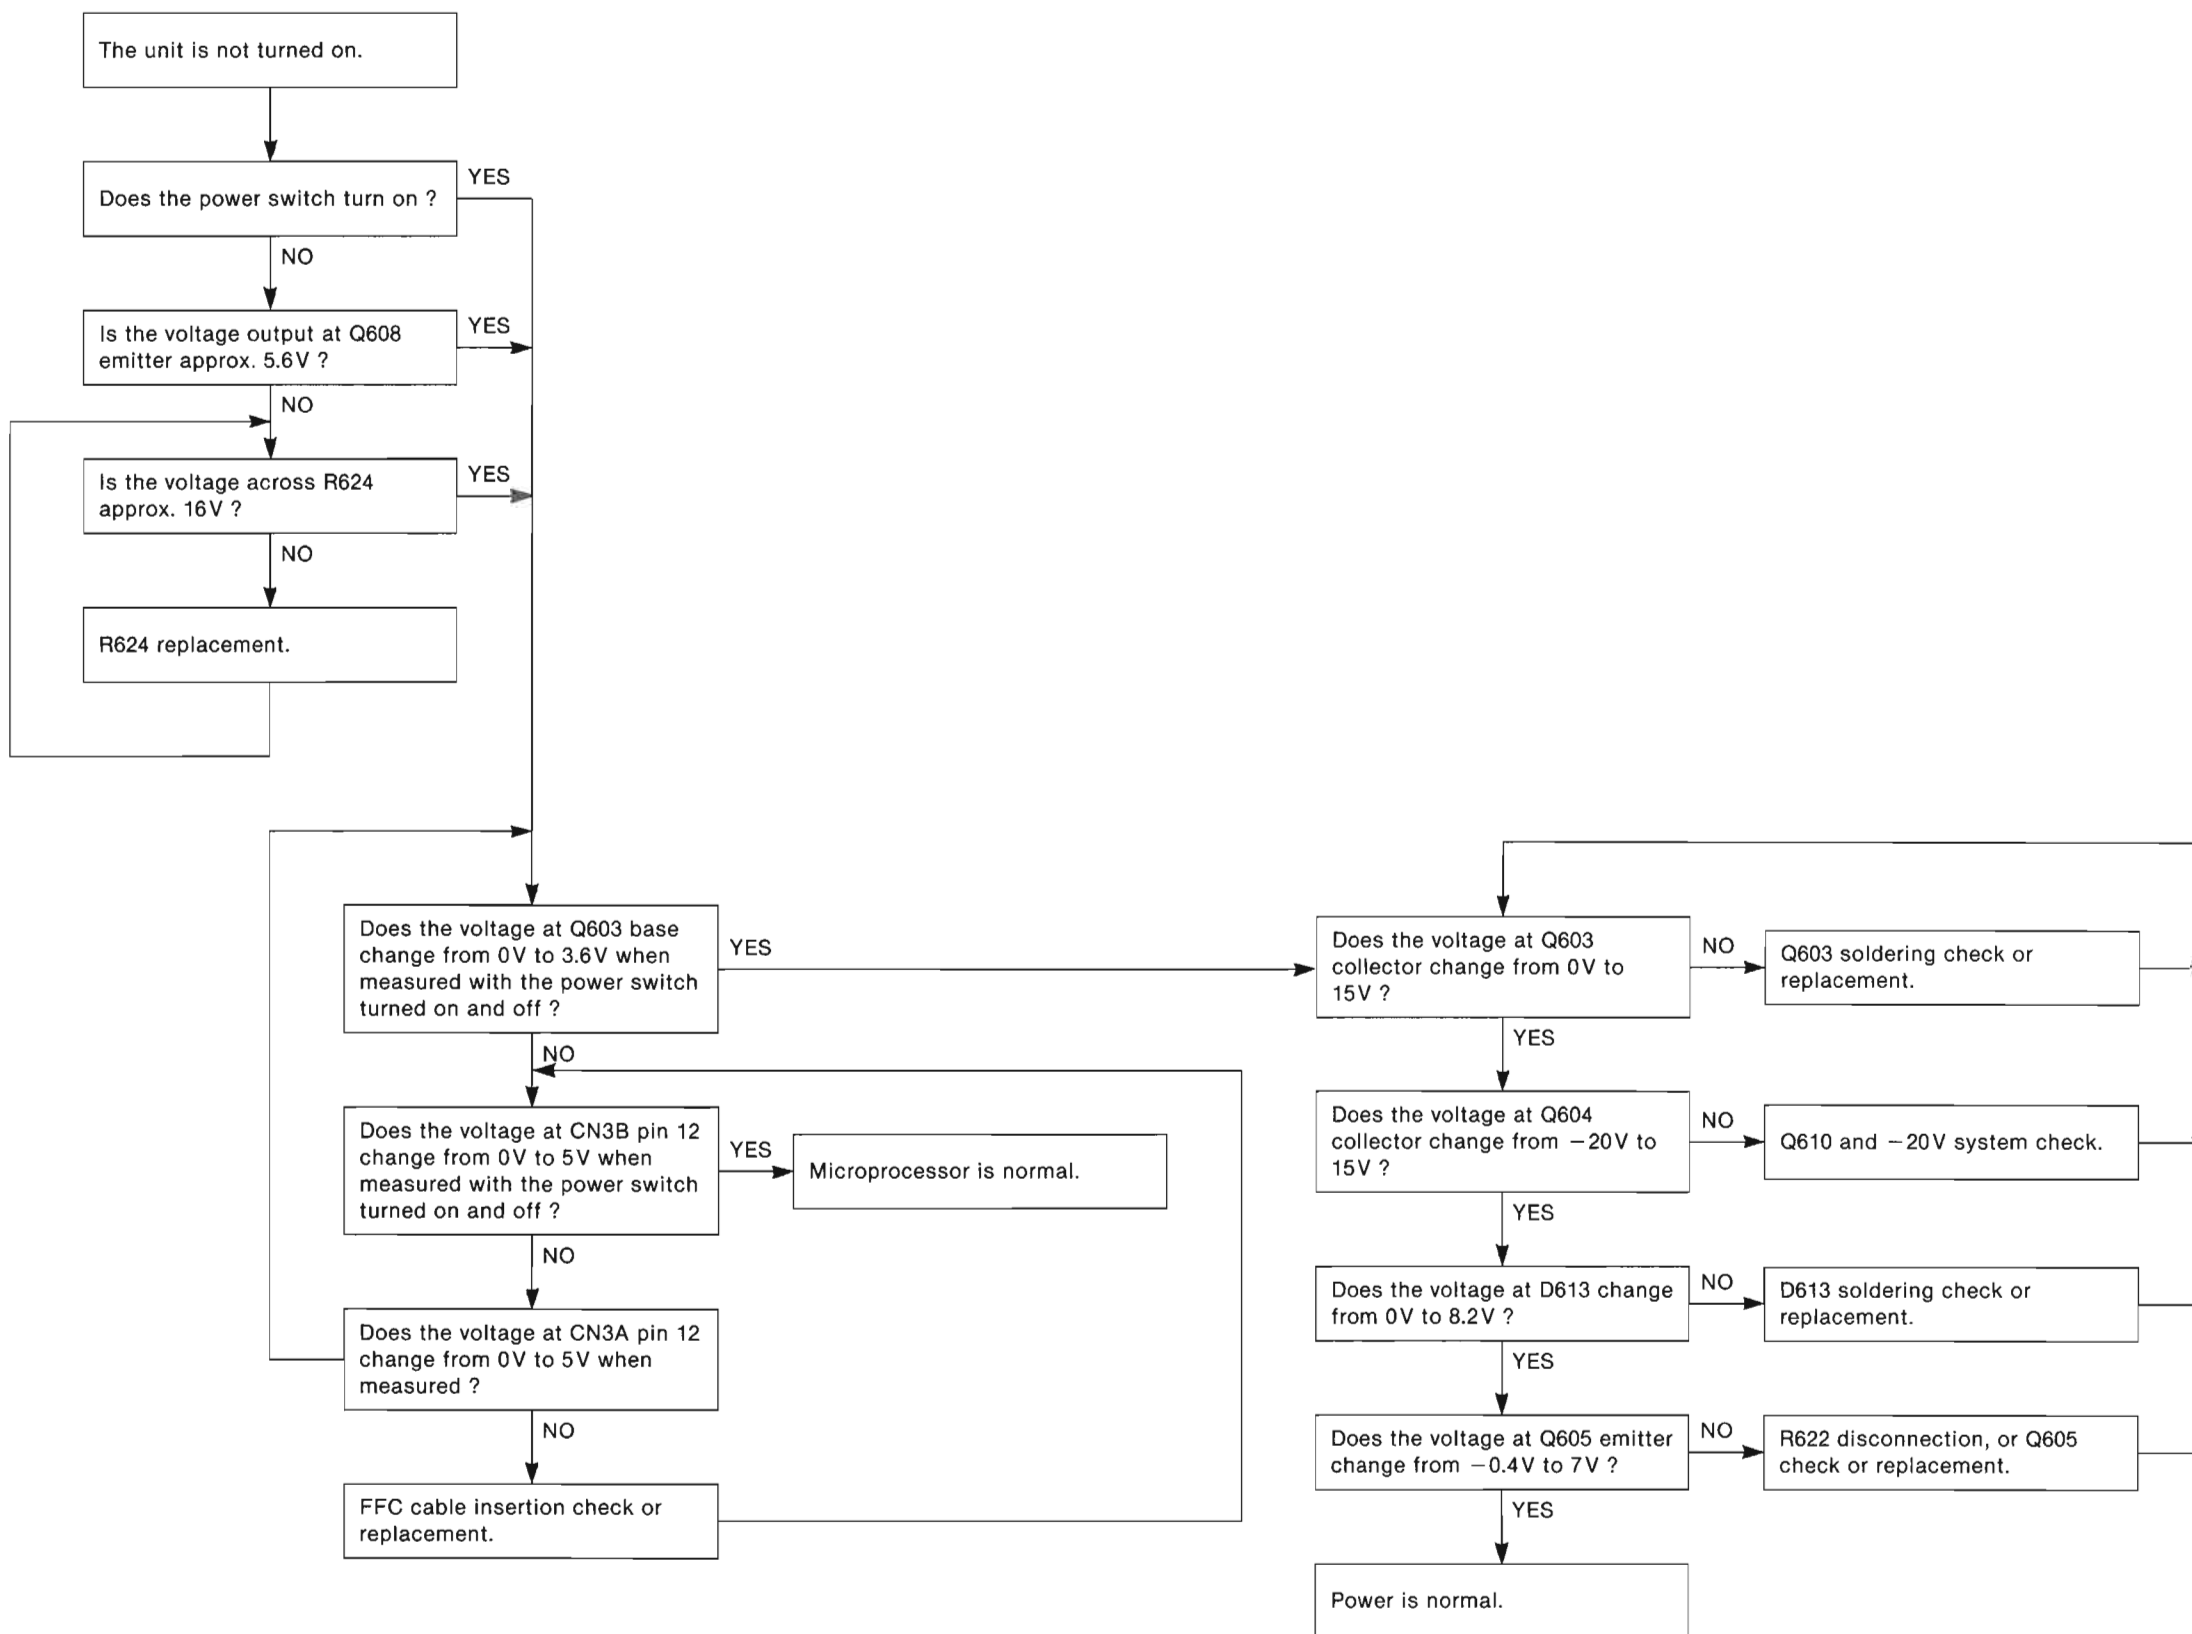 The unit is not turned on.
Does the power switch turn on ?
YES
NO
Is the voltage output at Q608
emitter approx. 5.6V ?
YES
NO
Is the voltage across R624
approx. 16V ?
YES
NO
R624 replacement.
Does the voltage at Q603 base
change from 0V to 3.6V when
measured with the power switch
turned on and off ?
YES
NO
Does the voltage at CN3B pin 12
change from 0V to 5V when
measured with the power switch
turned on and off ?
YES
Microprocessor is normal.
NO
Does the voltage at CN3A pin 12
change from 0V to 5V when
measured ?
NO
FFC cable insertion check or
replacement.
Does the voltage at Q603
collector change from 0V to
15V ?
NO
Q603 soldering check or
replacement.
YES
Does the voltage at Q604
collector change from −20V to
15V ?
NO
Q610 and −20V system check.
YES
Does the voltage at D613 change
from 0V to 8.2V ?
NO
D613 soldering check or
replacement.
YES
Does the voltage at Q605 emitter
change from −0.4V to 7V ?
NO
R622 disconnection, or Q605
check or replacement.
YES
Power is normal.